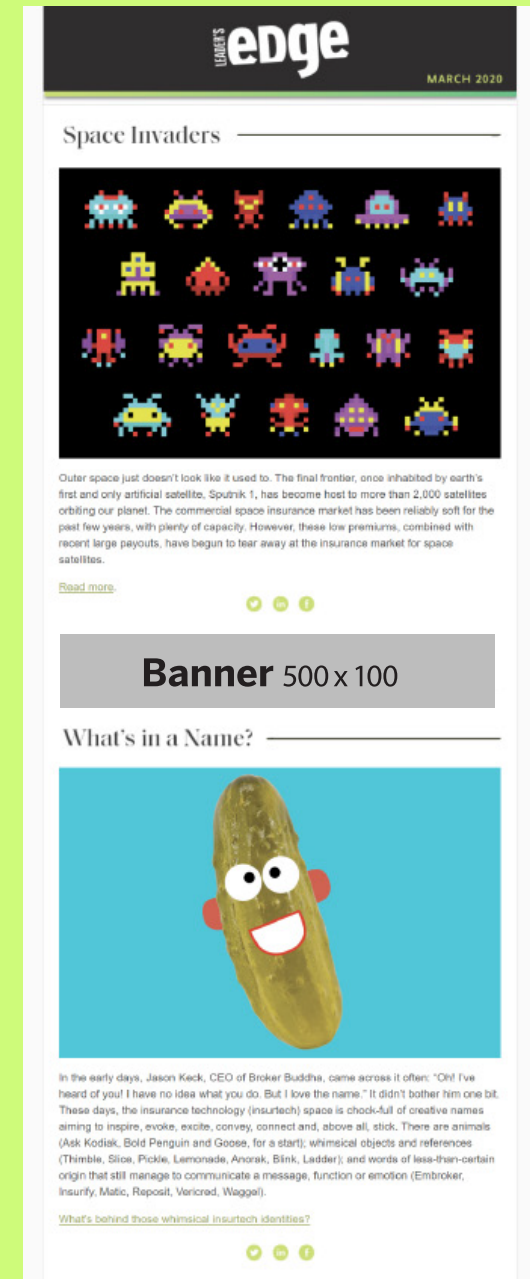 LEADER'S
eDge
MARCH 2020
Space Invaders
Outer space just doesn't look like it used to. The final frontier, once inhabited by earth's
first and only artificial satellite, Sputnik 1, has become host to more than 2,000 satellites
orbiting our planet. The commercial space insurance market has been reliably soft for the
past few years, with plenty of capacity. However, these low premiums, combined with
recent large payouts, have begun to tear away at the insurance market for space
satellites.
Read more.
Banner 500 x 100
What's in a Name?
In the early days, Jason Keck, CEO of Broker Buddha, came across it often: "Oh! I've
heard of you! I have no idea what you do. But I love the name." It didn't bother him one bit.
These days, the insurance technology (insurtech) space is chock-full of creative names
aiming to inspire, evoke, excite, convey, connect and, above all, stick. There are animals
(Ask Kodiak, Bold Penguin and Goose, for a start); whimsical objects and references
(Thimble, Slice, Pickle, Lemonade, Anorak, Blink, Ladder); and words of less-than-certain
origin that still manage to communicate a message, function or emotion (Embroker,
Insurify, Matic, Reposit, Vericred, Waggel).
What's behind those whimsical insurtech identities?